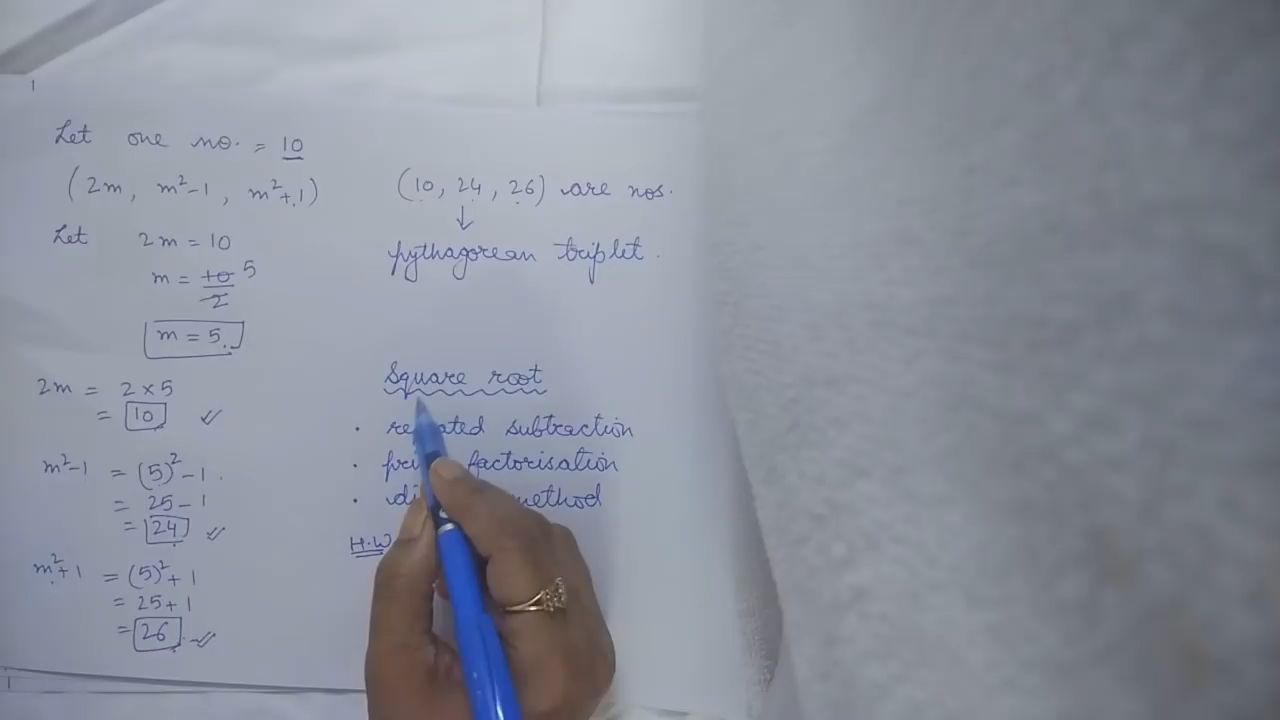 Let one no. = 10
(2m, m²-1, m²+1)
Let 2m = 10
m = 10/2 5
m = 5.
2m = 2 × 5
= 10
m²-1 = (5)² - 1
= 25 - 1
= 24
m²+1 = (5)² + 1
= 25 + 1
= 26
(10, 24, 26) are nos.
↓
pythagorean triplet.
Square root
· subtraction
· factorisation
· method
H.W